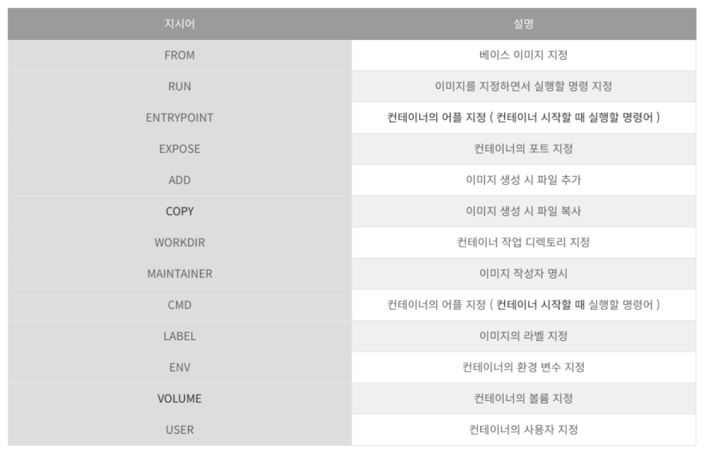 지시어 설명
FROM 베이스 이미지 지정
RUN 이미지를 지정하면서 실행할 명령 지정
ENTRYPOINT 컨테이너의 어플 지정 ( 컨테이너 시작할 때 실행할 명령어 )
EXPOSE 컨테이너의 포트 지정
ADD 이미지 생성 시 파일 추가
COPY 이미지 생성 시 파일 복사
WORKDIR 컨테이너 작업 디렉토리 지정
MAINTAINER 이미지 작성자 명시
CMD 컨테이너의 어플 지정 ( 컨테이너 시작할 때 실행할 명령어 )
LABEL 이미지의 라벨 지정
ENV 컨테이너의 환경 변수 지정
VOLUME 컨테이너의 볼륨 지정
USER 컨테이너의 사용자 지정